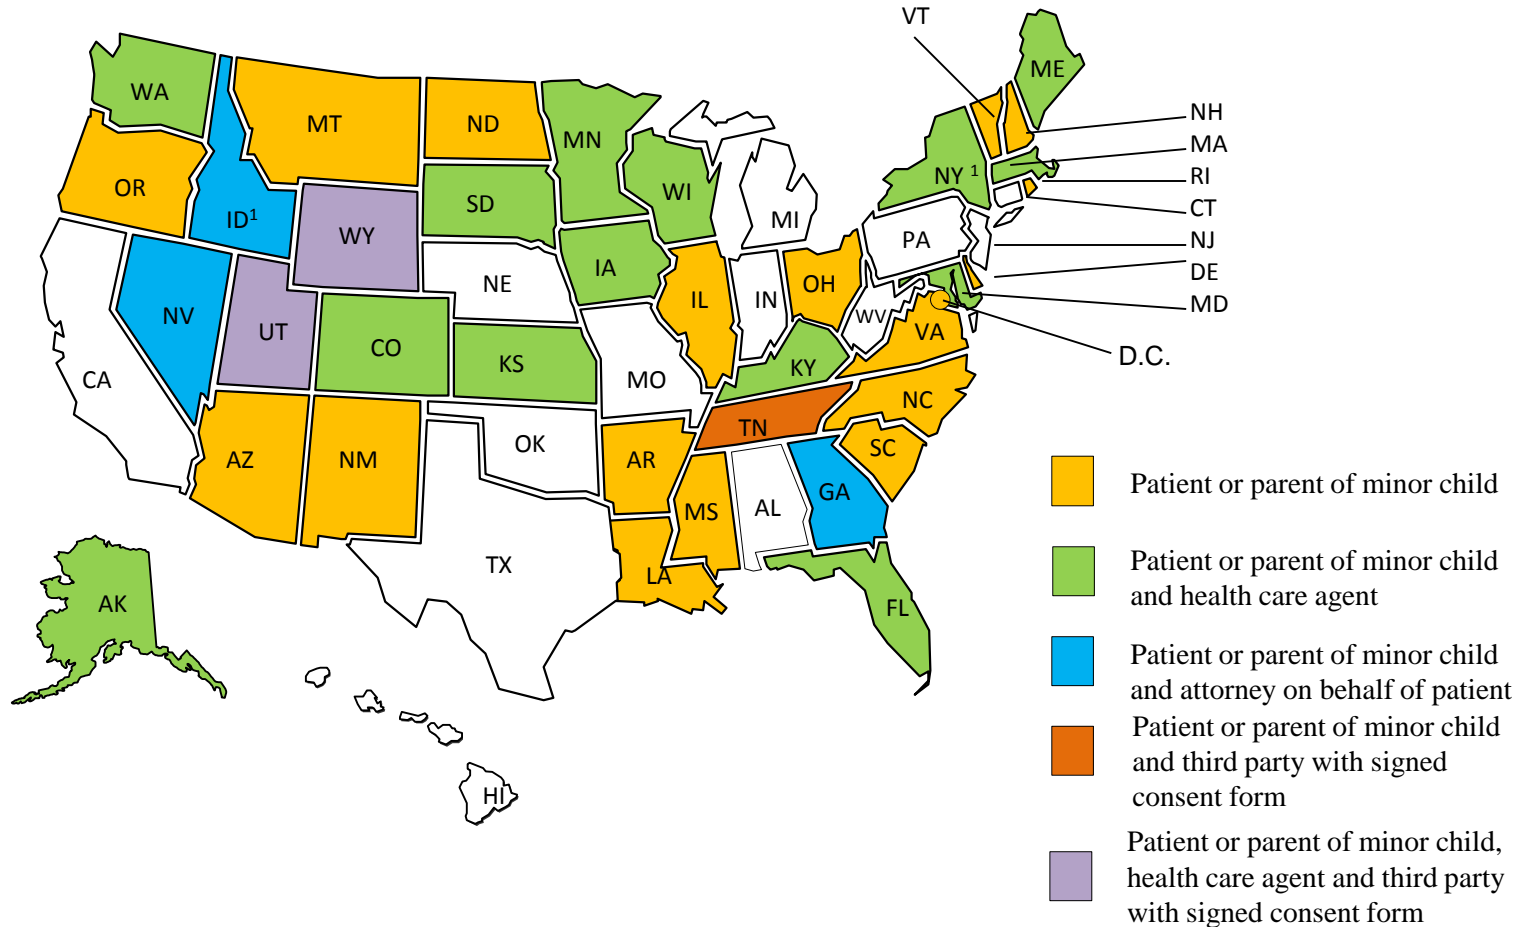 VT
ME
WA
MT
ND
MN
NH
MA
OR
SD
WI
NY 1
RI
ID1
MI
CT
WY
PA
NJ
IA
NE
DE
OH
IL
IN
MD
NV
WV
UT
VA
CO
KS
KY
D.C.
CA
MO
NC
TN
OK
SC
AZ
NM
AR
GA
MS
AL
TX
LA
AK
FL
HI
Patient or parent of minor child
Patient or parent of minor child
and health care agent
Patient or parent of minor child
and attorney on behalf of patient
Patient or parent of minor child
and third party with signed
consent form
Patient or parent of minor child,
health care agent and third party
with signed consent form